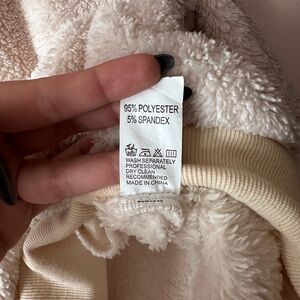 95% POLYESTER
5% SPANDEX
WASH SEPARATELY
PROFESSIONAL
DRY CLEAN
RECOMMENDED
MADE IN CHINA